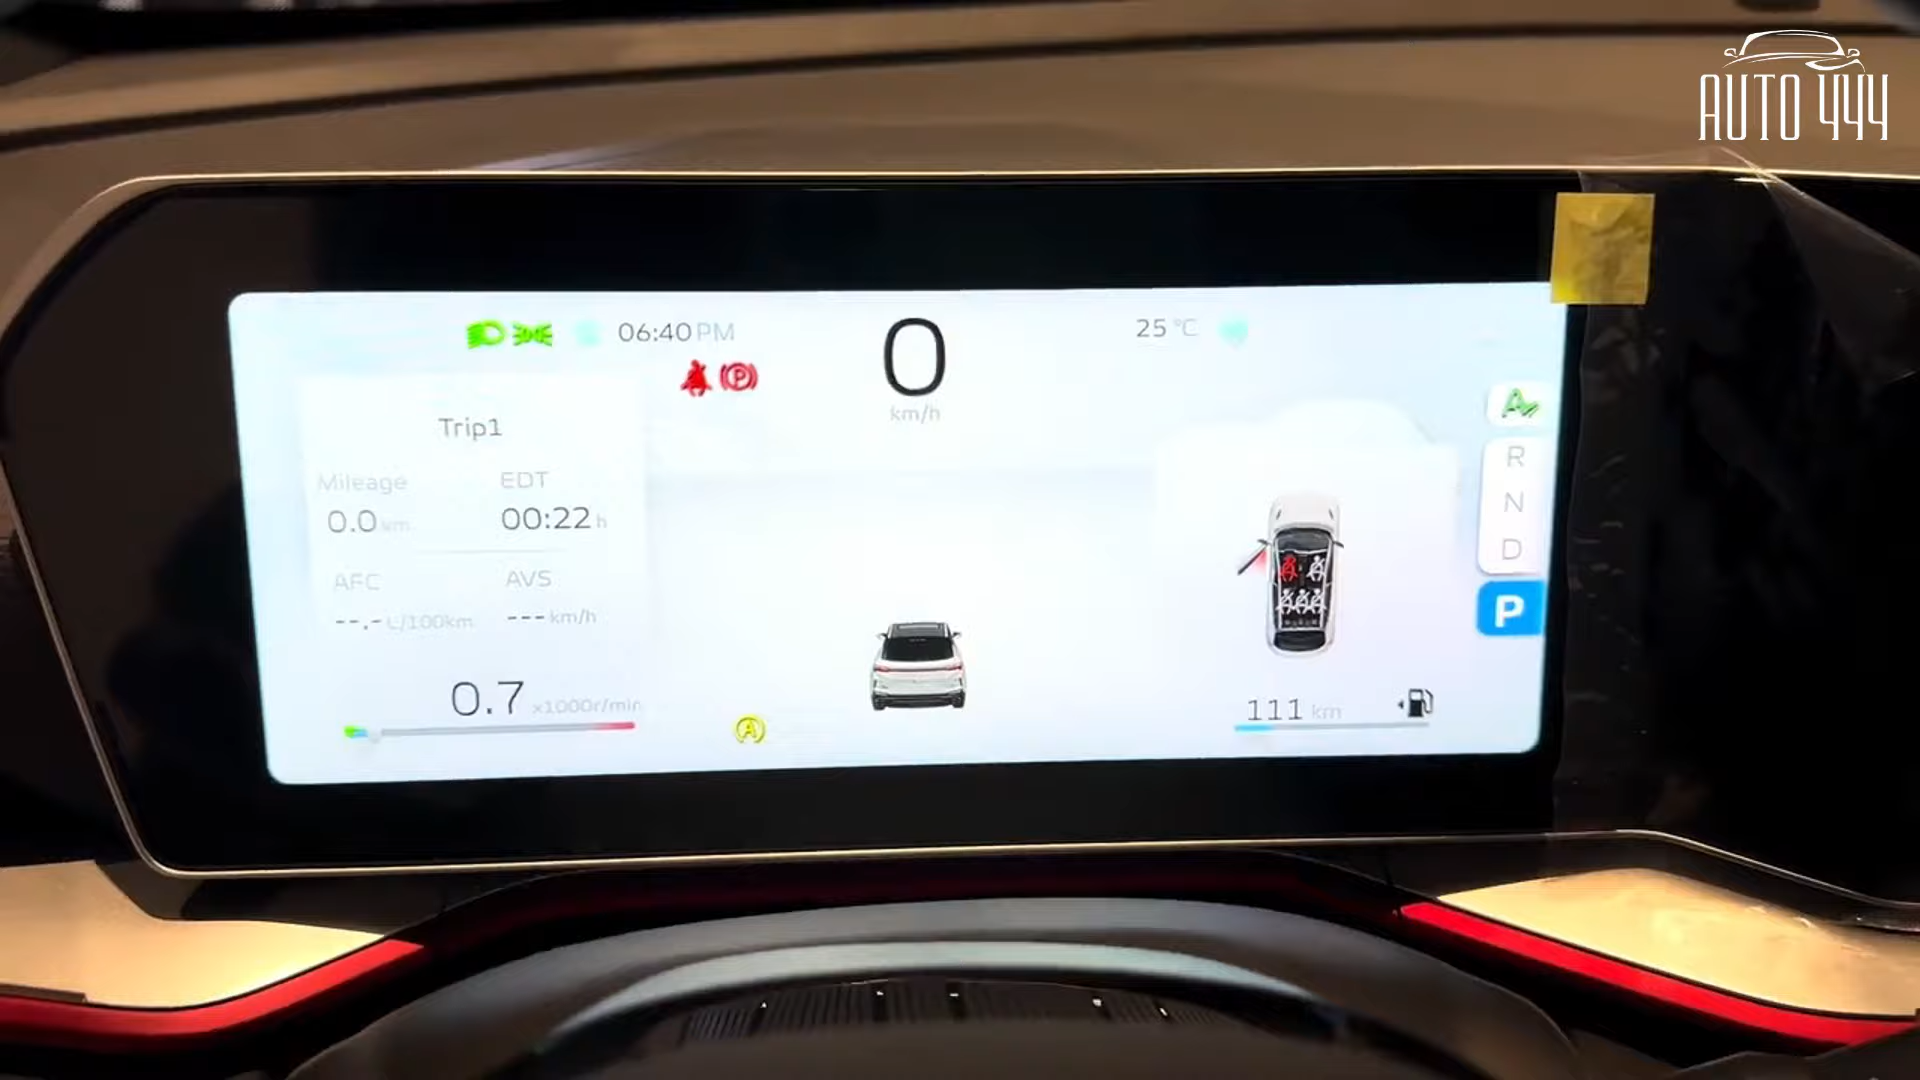 AUTO 444
06:40 PM
0
km/h
25 °C
Trip1
Mileage EDT
0.0 km 00:22 h
AFC AVS
--.- L/100km --- km/h
0.7 ×1000r/min
A
R
N
D
P
111 km